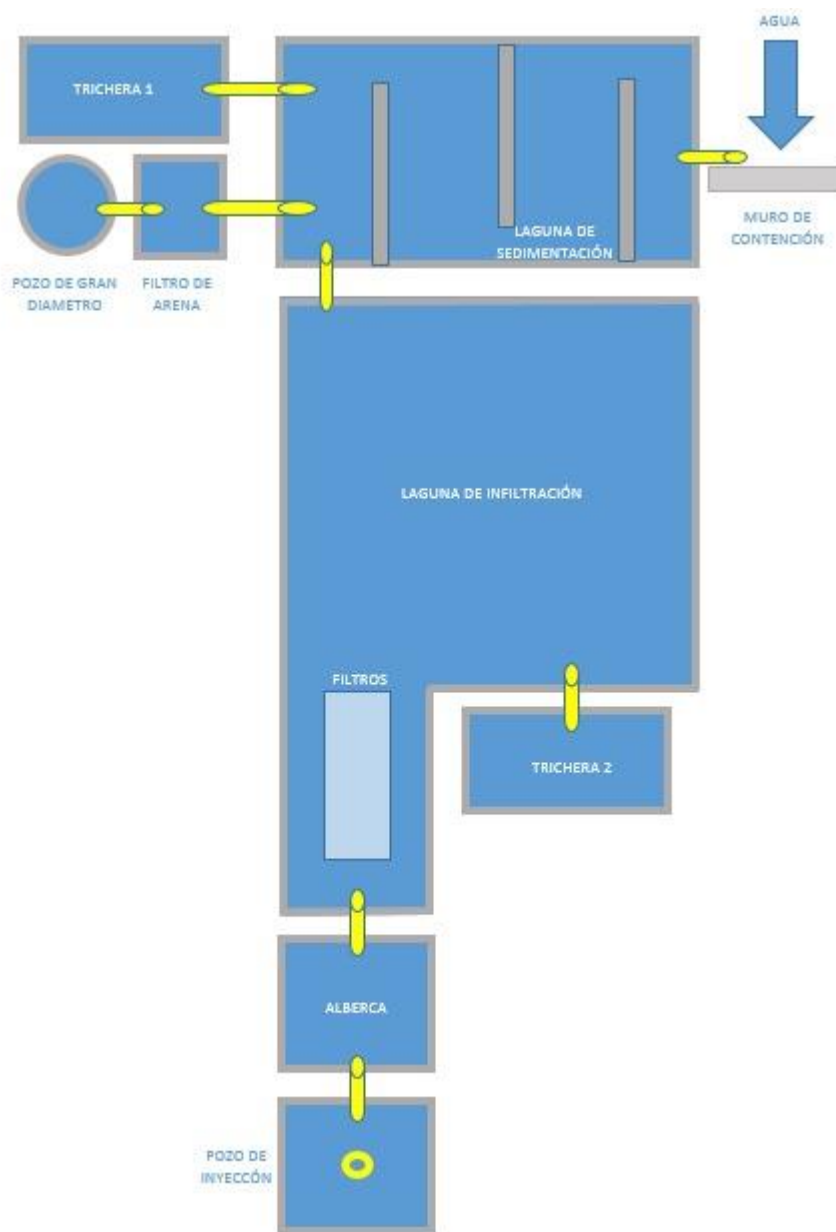 AGUA
TRICHERA 1
MURO DE
CONTENCIÓN
LAGUNA DE
SEDIMENTACIÓN
POZO DE GRAN
DIAMETRO
FILTRO DE
ARENA
LAGUNA DE INFILTRACIÓN
FILTROS
TRICHERA 2
ALBERCA
POZO DE
INYECCÓN